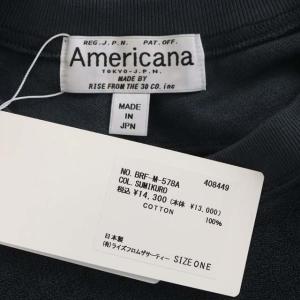 REG. J.P.N. PAT. OFF.
Americana
TOKYO-J.P.N.
MADE BY
RISE FROM THE 3O CO.inc
MADE
IN
JPN
NO. BRF-M-578A 408449
COL. SUMIKURO
税込 ¥14,300 (本体 ¥13,000)
COTTON 100%
日本製
(有)ライズフロムザサーティー SIZE ONE